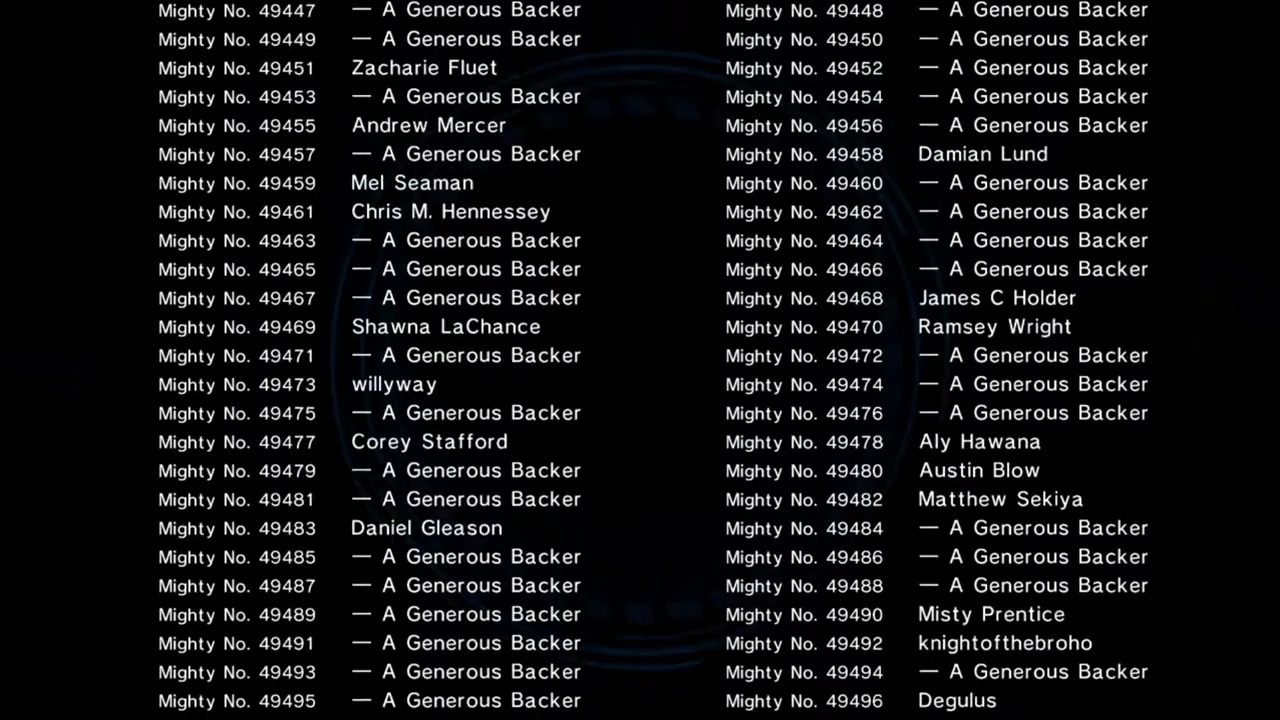 Mighty No. 49447 — A Generous Backer Mighty No. 49448 — A Generous Backer
Mighty No. 49449 — A Generous Backer Mighty No. 49450 — A Generous Backer
Mighty No. 49451 Zacharie Fluet Mighty No. 49452 — A Generous Backer
Mighty No. 49453 — A Generous Backer Mighty No. 49454 — A Generous Backer
Mighty No. 49455 Andrew Mercer Mighty No. 49456 — A Generous Backer
Mighty No. 49457 — A Generous Backer Mighty No. 49458 Damian Lund
Mighty No. 49459 Mel Seaman Mighty No. 49460 — A Generous Backer
Mighty No. 49461 Chris M. Hennessey Mighty No. 49462 — A Generous Backer
Mighty No. 49463 — A Generous Backer Mighty No. 49464 — A Generous Backer
Mighty No. 49465 — A Generous Backer Mighty No. 49466 — A Generous Backer
Mighty No. 49467 — A Generous Backer Mighty No. 49468 James C Holder
Mighty No. 49469 Shawna LaChance Mighty No. 49470 Ramsey Wright
Mighty No. 49471 — A Generous Backer Mighty No. 49472 — A Generous Backer
Mighty No. 49473 willyway Mighty No. 49474 — A Generous Backer
Mighty No. 49475 — A Generous Backer Mighty No. 49476 — A Generous Backer
Mighty No. 49477 Corey Stafford Mighty No. 49478 Aly Hawana
Mighty No. 49479 — A Generous Backer Mighty No. 49480 Austin Blow
Mighty No. 49481 — A Generous Backer Mighty No. 49482 Matthew Sekiya
Mighty No. 49483 Daniel Gleason Mighty No. 49484 — A Generous Backer
Mighty No. 49485 — A Generous Backer Mighty No. 49486 — A Generous Backer
Mighty No. 49487 — A Generous Backer Mighty No. 49488 — A Generous Backer
Mighty No. 49489 — A Generous Backer Mighty No. 49490 Misty Prentice
Mighty No. 49491 — A Generous Backer Mighty No. 49492 knightofthebroho
Mighty No. 49493 — A Generous Backer Mighty No. 49494 — A Generous Backer
Mighty No. 49495 — A Generous Backer Mighty No. 49496 Degulus